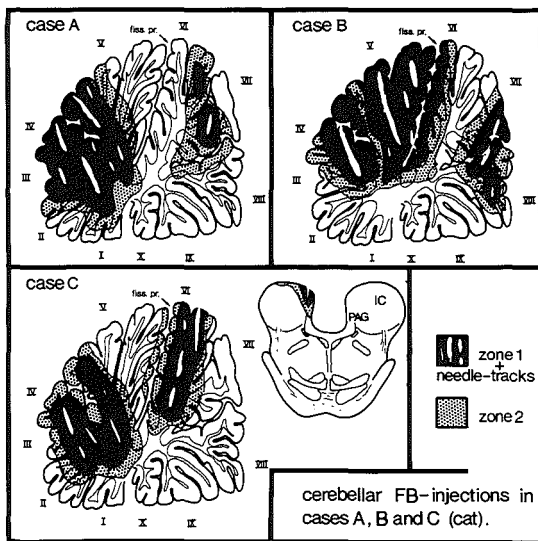 case A
V
fiss. pr.
VI
VII
IV
III
II
I
X
IX
VIII
case B
V
fiss. pr.
VI
VII
IV
III
II
I
X
IX
VIII
case C
V
fiss. pr.
VI
VII
IV
III
II
I
X
IX
VIII
IC
PAG
zone 1
+
needle-tracks
zone 2
cerebellar FB-injections in
cases A, B and C (cat).